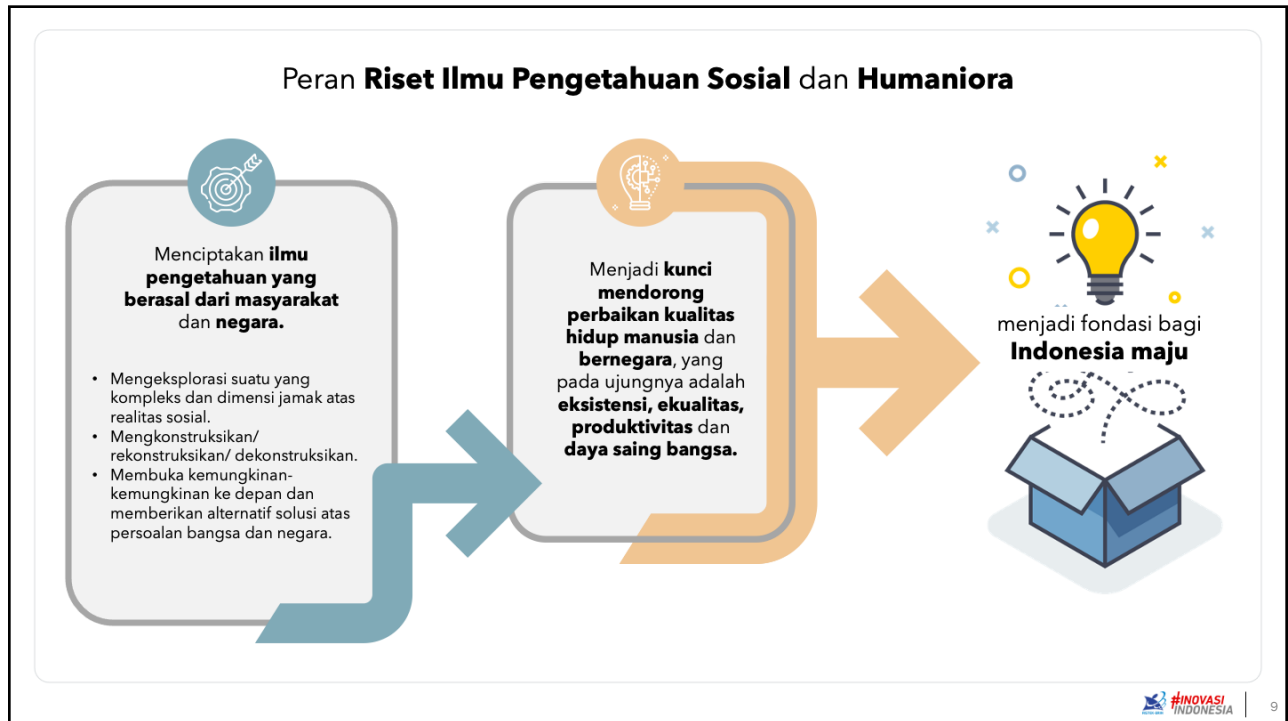 Peran Riset Ilmu Pengetahuan Sosial dan Humaniora
Menciptakan ilmu
pengetahuan yang
berasal dari masyarakat
dan negara.
• Mengeksplorasi suatu yang
kompleks dan dimensi jamak atas
realitas sosial.
• Mengkonstruksikan/
rekonstruksikan/ dekonstruksikan.
• Membuka kemungkinan-
kemungkinan ke depan dan
memberikan alternatif solusi atas
persoalan bangsa dan negara.
Menjadi kunci
mendorong
perbaikan kualitas
hidup manusia dan
bernegara, yang
pada ujungnya adalah
eksistensi, ekualitas,
produktivitas dan
daya saing bangsa.
menjadi fondasi bagi
Indonesia maju
#INOVASI
INDONESIA
9